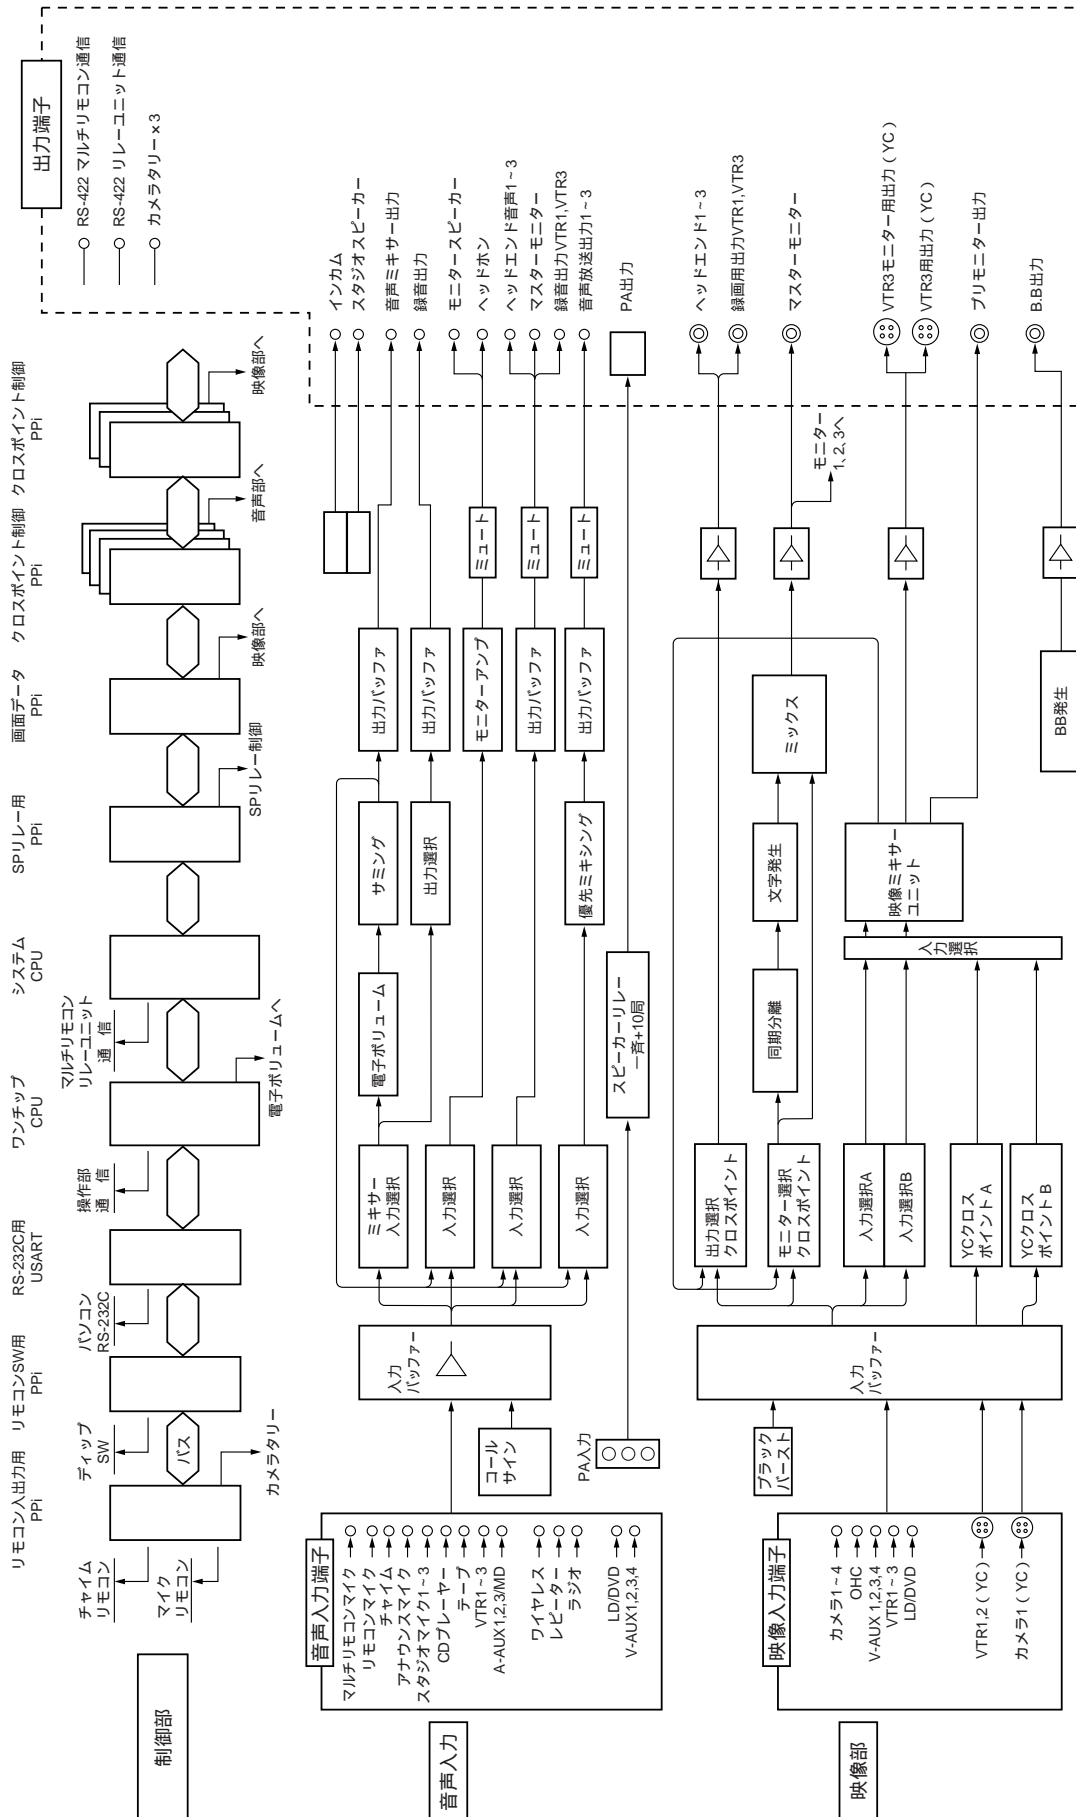 制御部
リモコン入出力用
PPi
リモコンSW用
PPi
RS-232C用
USART
ワンチップ
CPU
システム
CPU
SPリレー用
PPi
画面データ
PPi
クロスポイント制御
PPi
クロスポイント制御
PPi
チャイム
リモコン
マイク
リモコン
カメラタリー
バス
ディップ
SW
パソコン
RS-232C
操作部
通 信
電子ボリュームへ
マルチリモコン
リレーユニット
通 信
SPリレー制御
映像部へ
音声部へ
映像部へ
出力端子
RS-422 マルチリモコン通信
RS-422 リレーユニット通信
カメラタリー×3
音声入力
音声入力端子
マルチリモコンマイク
リモコンマイク
チャイム
アナウンスマイク
スタジオマイク1~3
CDプレーヤー
テープ
VTR1~3
A-AUX1,2,3/MD
ワイヤレス
レピーター
ラジオ
LD/DVD
V-AUX1,2,3,4
入力
バッファー
コール
サイン
PA入力
ミキサー
入力選択
入力選択
入力選択
入力選択
電子ボリューム
サミング
出力選択
優先ミキシング
スピーカーリレー
一斉+10局
出力バッファ
出力バッファ
モニターアンプ
出力バッファ
出力バッファ
ミュート
ミュート
ミュート
インカム
スタジオスピーカー
音声ミキサー出力
録音出力
モニタースピーカー
ヘッドホン
ヘッドエンド音声1~3
マスターモニター
録音出力VTR1,VTR3
音声放送出力1~3
PA出力
映像部
映像入力端子
カメラ1~4
OHC
V-AUX 1,2,3,4
VTR1~3
LD/DVD
VTR1,2(YC)
カメラ1(YC)
ブラック
バースト
入力
バッファー
出力選択
クロスポイント
モニター選択
クロスポイント
入力選択A
入力選択B
YCクロス
ポイント A
YCクロス
ポイント B
同期分離
文字発生
ミックス
入力
選択
映像ミキサー
ユニット
BB発生
モニター
1,2,3へ
ヘッドエンド1~3
録画用出力VTR1,VTR3
マスターモニター
VTR3モニター用出力(YC)
VTR3用出力(YC)
プリモニター出力
B.B出力